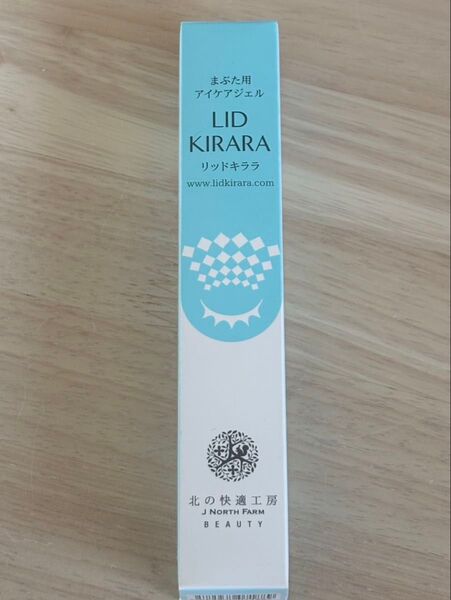 まぶた用
アイケアジェル
LID
KIRARA
リッドキララ
www.lidkirara.com
北の快適工房
J NORTH FARM
BEAUTY